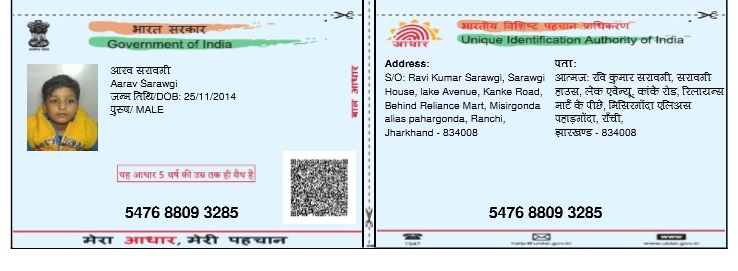 भारत सरकार
Government of India
आरव सरावगी
Aarav Sarawgi
जन्म तिथि/DOB: 25/11/2014
पुरुष/ MALE
बाल आधार
यह आधार 5 वर्ष की उम्र तक ही वैध है
5476 8809 3285
मेरा आधार, मेरी पहचान
भारतीय विशिष्ट पहचान प्राधिकरण
Unique Identification Authority of India
आधार
Address:
S/O: Ravi Kumar Sarawgi, Sarawgi
House, lake Avenue, Kanke Road,
Behind Reliance Mart, Misirgonda
alias pahargonda, Ranchi,
Jharkhand - 834008
पता:
आत्मज: रवि कुमार सरावगी, सरावगी
हाउस, लेक एवेन्यू, कांके रोड, रिलायन्स
मार्ट के पीछे, मिसिरगोंदा एलिअस
पहाड़गोंदा, राँची,
झारखण्ड - 834008
5476 8809 3285
1947
help@uidai.gov.in
www
www.uidai.gov.in